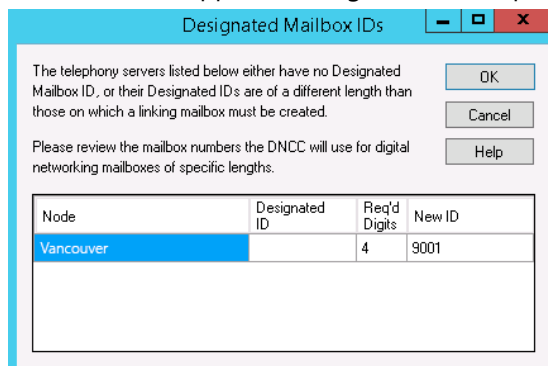 Designated Mailbox IDs
The telephony servers listed below either have no Designated
Mailbox ID, or their Designated IDs are of a different length than
those on which a linking mailbox must be created.
OK
Cancel
Please review the mailbox numbers the DNCC will use for digital
networking mailboxes of specific lengths.
Help
Node Designated ID Req'd Digits New ID
Vancouver 4 9001